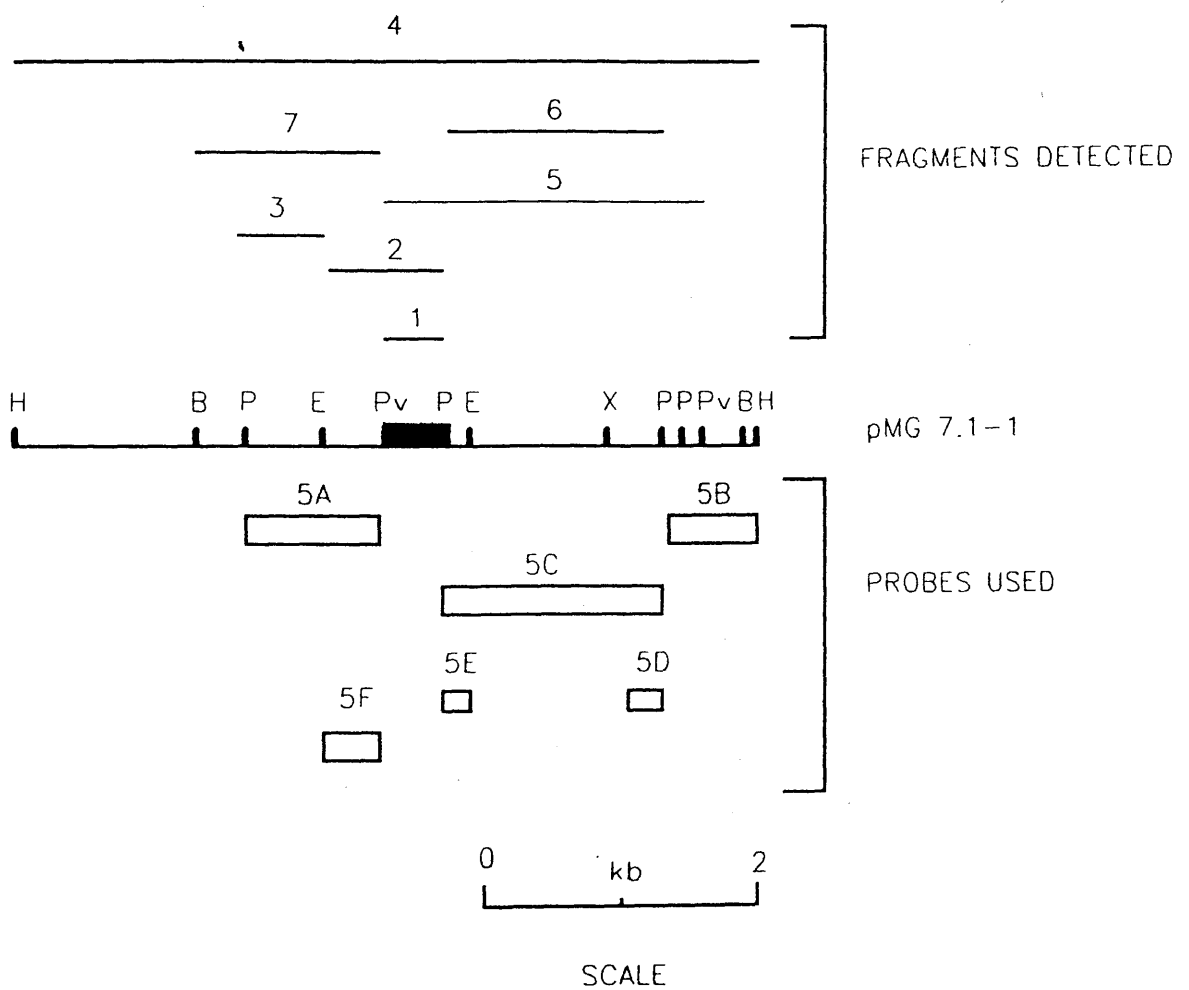 4
6
7
FRAGMENTS DETECTED
5
3
2
1
H B P E Pv P E X P P Pv B H
pMG 7.1-1
5A 5B
5C
PROBES USED
5E 5D
5F
0 kb 2
SCALE